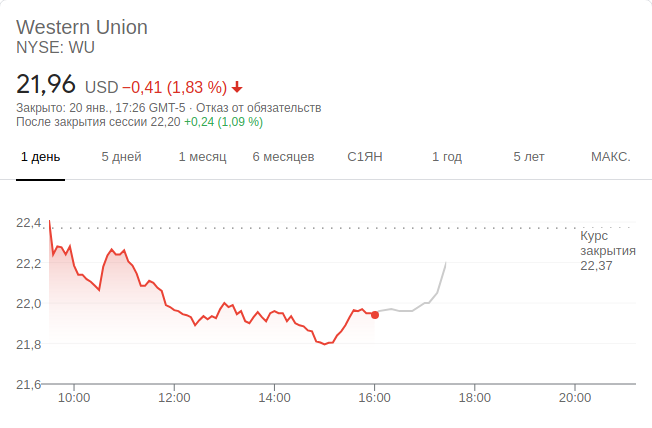 Western Union
NYSE: WU
21,96 USD −0,41 (1,83 %)
Закрыто: 20 янв., 17:26 GMT-5 · Отказ от обязательств
После закрытия сессии 22,20 +0,24 (1,09 %)
1 день 5 дней 1 месяц 6 месяцев С1ЯН 1 год 5 лет МАКС.
22,4
Курс
закрытия
22,37
22,2
22,0
21,8
21,6
10:00 12:00 14:00 16:00 18:00 20:00